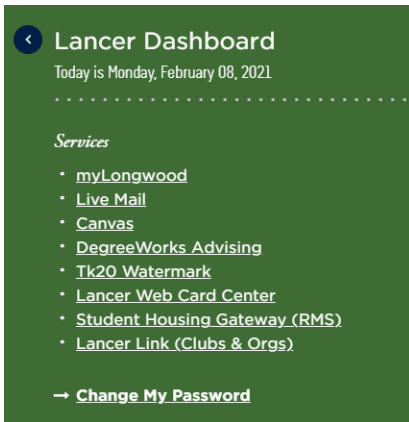 Lancer Dashboard
Today is Monday, February 08, 2021
Services
myLongwood
Live Mail
Canvas
DegreeWorks Advising
Tk20 Watermark
Lancer Web Card Center
Student Housing Gateway (RMS)
Lancer Link (Clubs & Orgs)
→ Change My Password